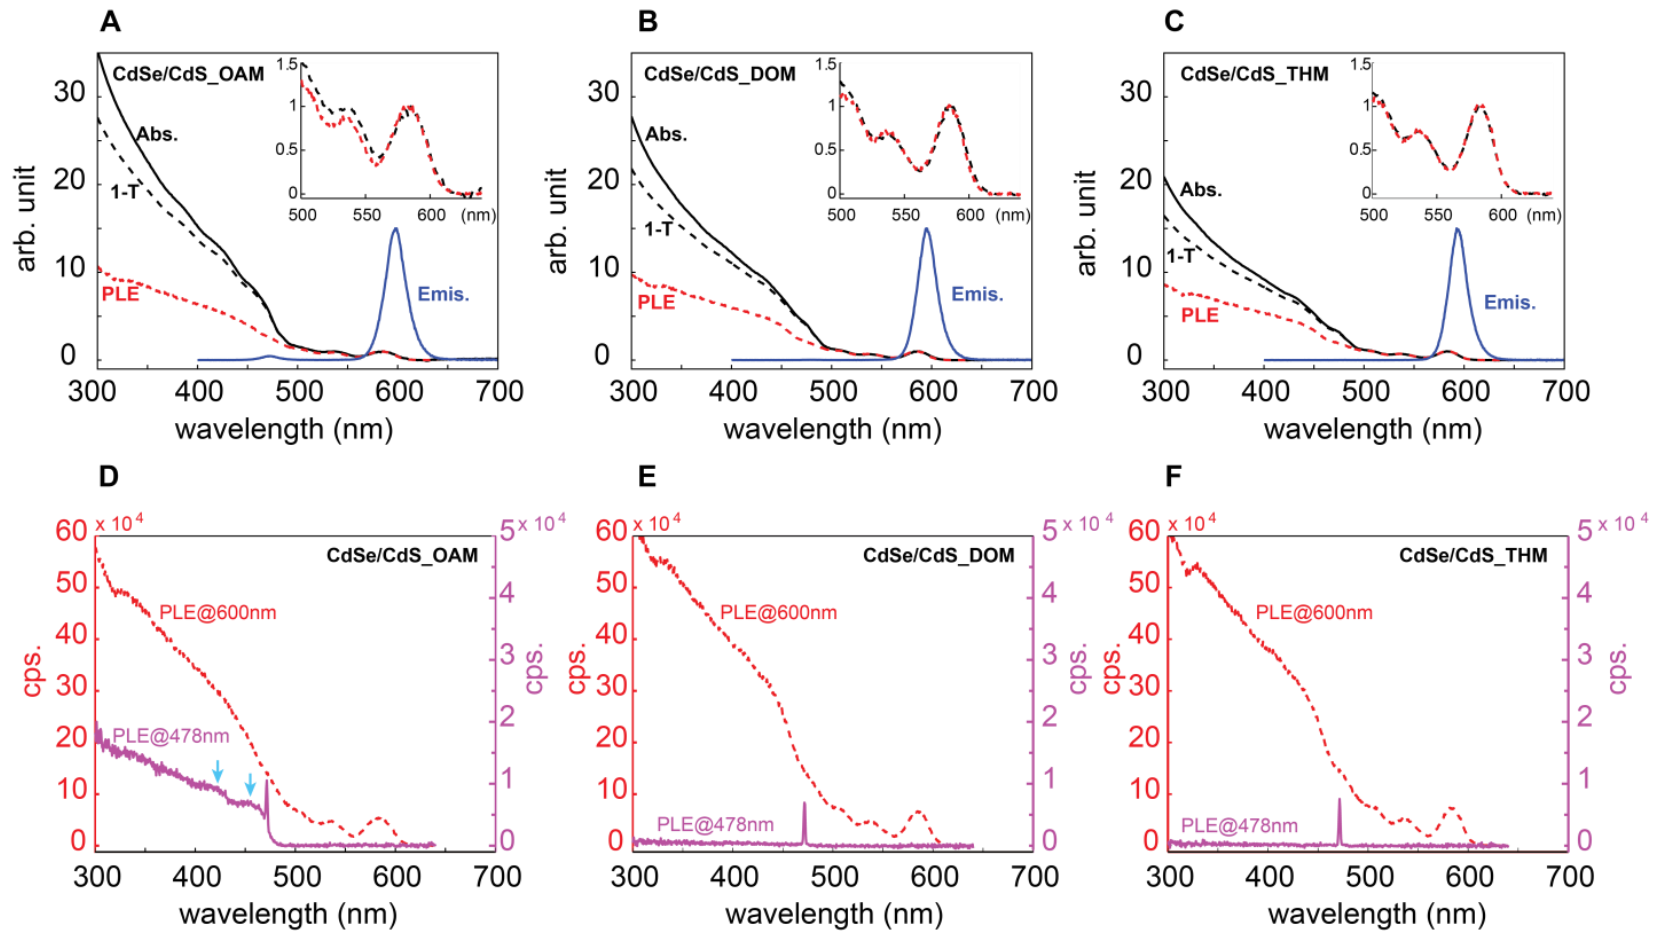 A
B
C
CdSe/CdS_OAM
1.5
1
0.5
0
500
550
600
(nm)
30
20
10
0
arb. unit
Abs.
1-T
PLE
Emis.
300
400
500
600
700
wavelength (nm)
CdSe/CdS_DOM
1.5
1
0.5
0
500
550
600
(nm)
30
20
10
0
arb. unit
Abs.
1-T
PLE
Emis.
300
400
500
600
700
wavelength (nm)
CdSe/CdS_THM
1.5
1
0.5
0
500
550
600
(nm)
30
20
10
0
arb. unit
Abs.
1-T
PLE
Emis.
300
400
500
600
700
wavelength (nm)
D
E
F
60 x 10 4
50
40
30
20
10
0
cps.
CdSe/CdS_OAM
PLE@600nm
PLE@478nm
5 x 10 4
4
3
2
1
0
cps.
300
400
500
600
700
wavelength (nm)
60 x 10 4
50
40
30
20
10
0
cps.
CdSe/CdS_DOM
PLE@600nm
PLE@478nm
5 x 10 4
4
3
2
1
0
cps.
300
400
500
600
700
wavelength (nm)
60 x 10 4
50
40
30
20
10
0
cps.
CdSe/CdS_THM
PLE@600nm
PLE@478nm
5 x 10 4
4
3
2
1
0
cps.
300
400
500
600
700
wavelength (nm)